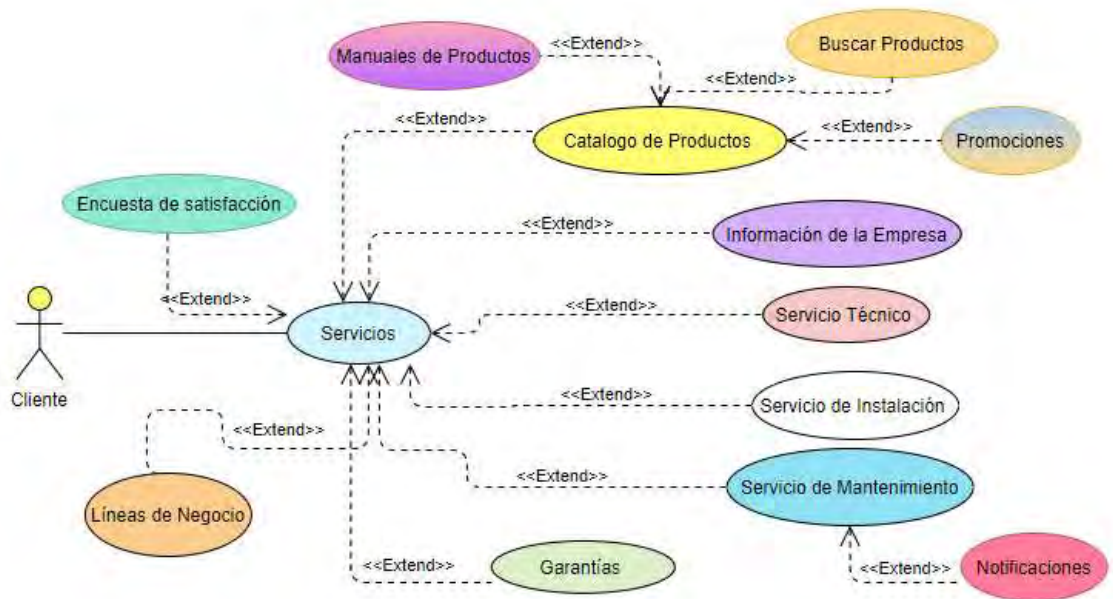 Manuales de Productos
<<Extend>>
Buscar Productos
<<Extend>>
<<Extend>>
Catalogo de Productos
<<Extend>>
Promociones
Encuesta de satisfacción
<<Extend>>
Información de la Empresa
<<Extend>>
Servicios
<<Extend>>
Servicio Técnico
Cliente
<<Extend>>
Servicio de Instalación
<<Extend>>
Líneas de Negocio
<<Extend>>
Servicio de Mantenimiento
<<Extend>>
Garantías
<<Extend>>
Notificaciones